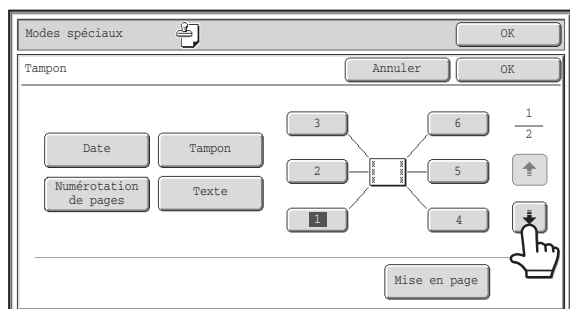 Modes spéciaux
OK
Tampon
Annuler
OK
3
6
1
2
Date
Tampon
2
5
Numérotation
de pages
Texte
1
4
Mise en page